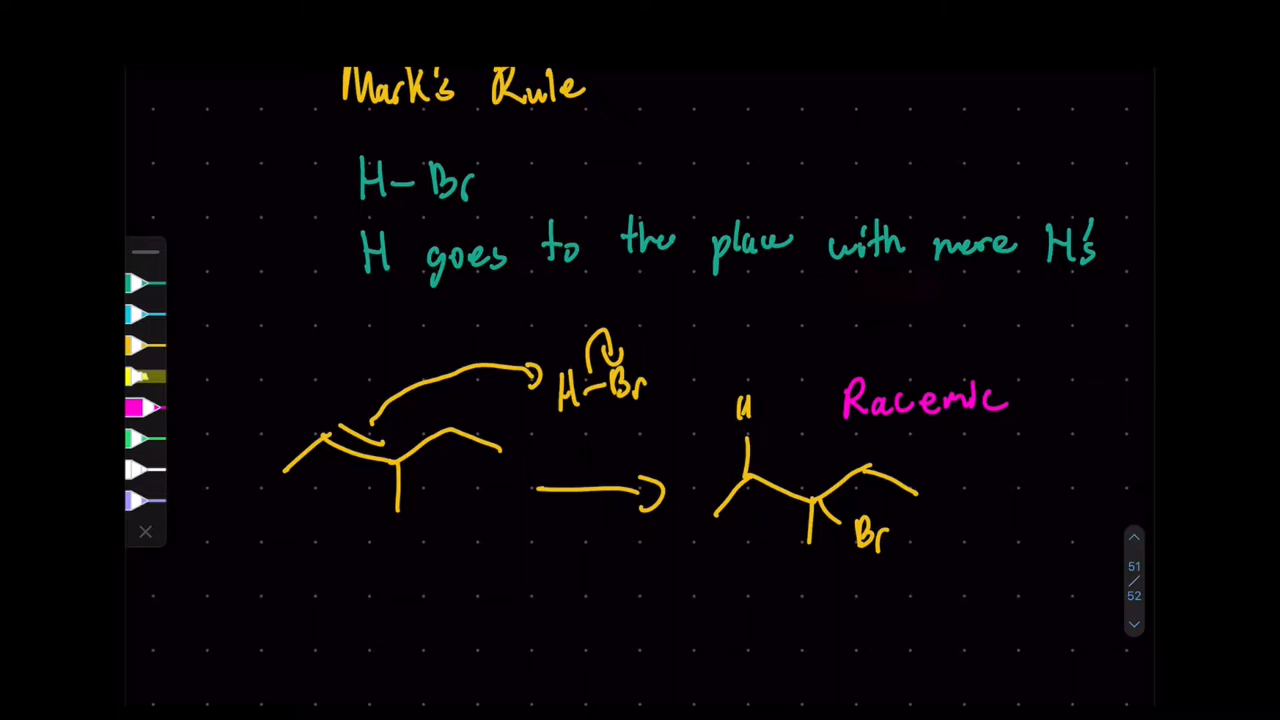 Mark's Rule
H-Br
H goes to the place with more H's
H-Br
H
Racemic
Br
51
/
52